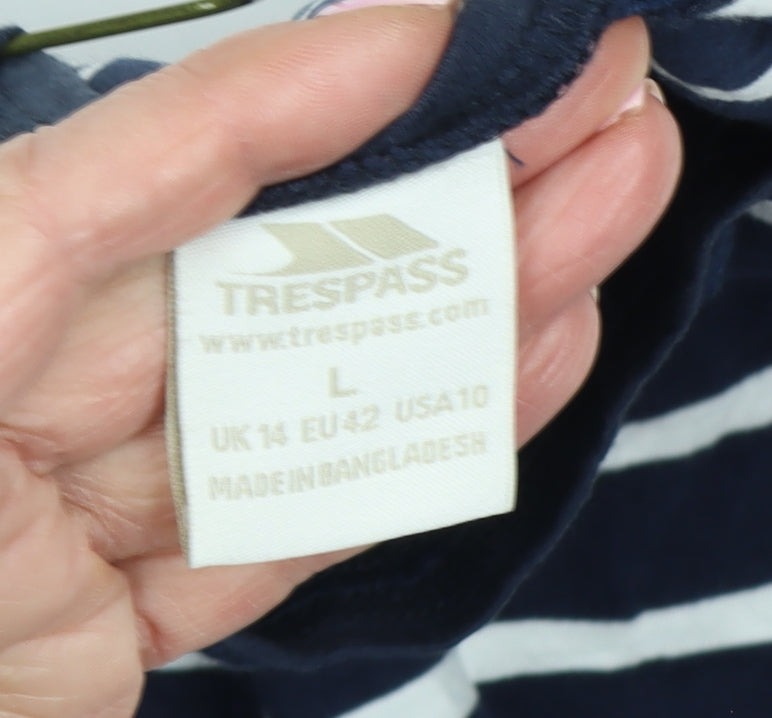 TRESPASS
www.trespass.com
L
UK 14 EU 42 USA 10
MADE IN BANGLADESH